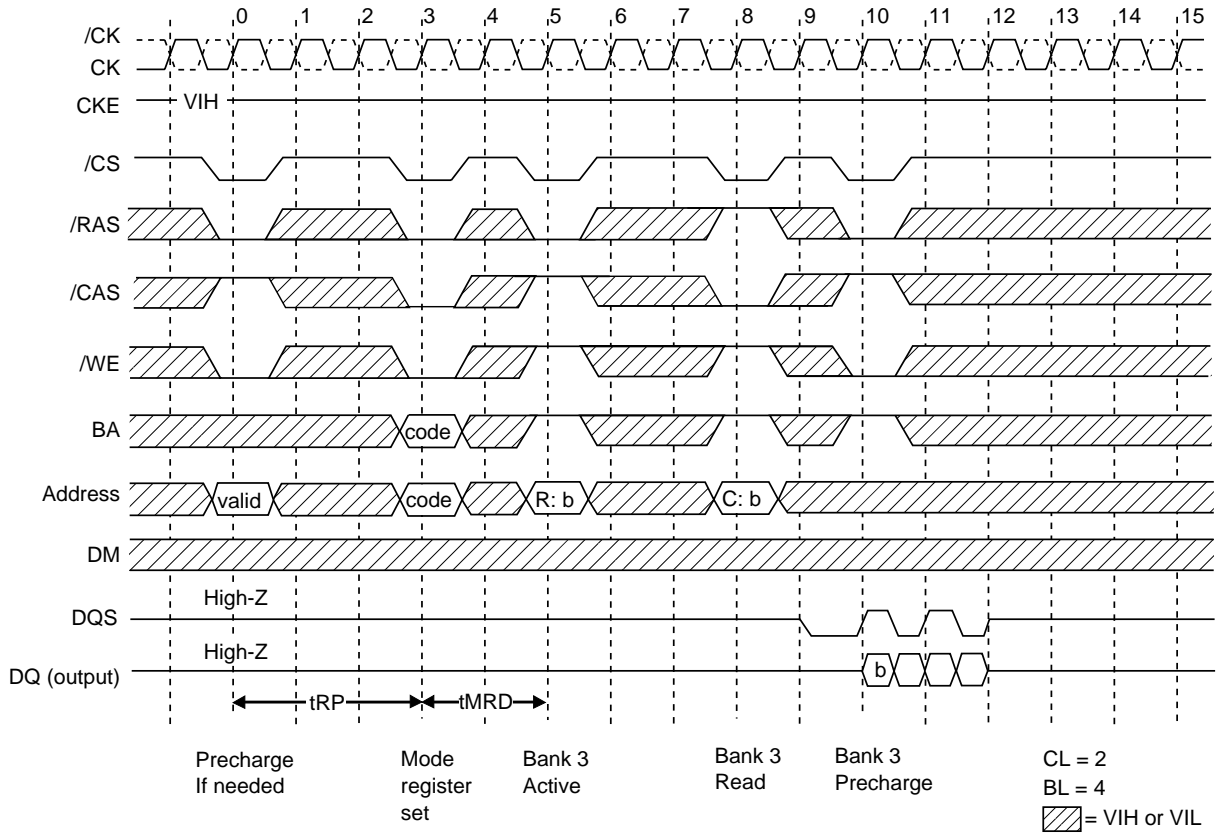 0 1 2 3 4 5 6 7 8 9 10 11 12 13 14 15
/CK
CK
CKE VIH
/CS
/RAS
/CAS
/WE
BA code
Address valid code R: b C: b
DM
High-Z
DQS
High-Z
DQ (output) b
tRP tMRD
Precharge If needed
Mode register set
Bank 3 Active
Bank 3 Read
Bank 3 Precharge
CL = 2
BL = 4
= VIH or VIL